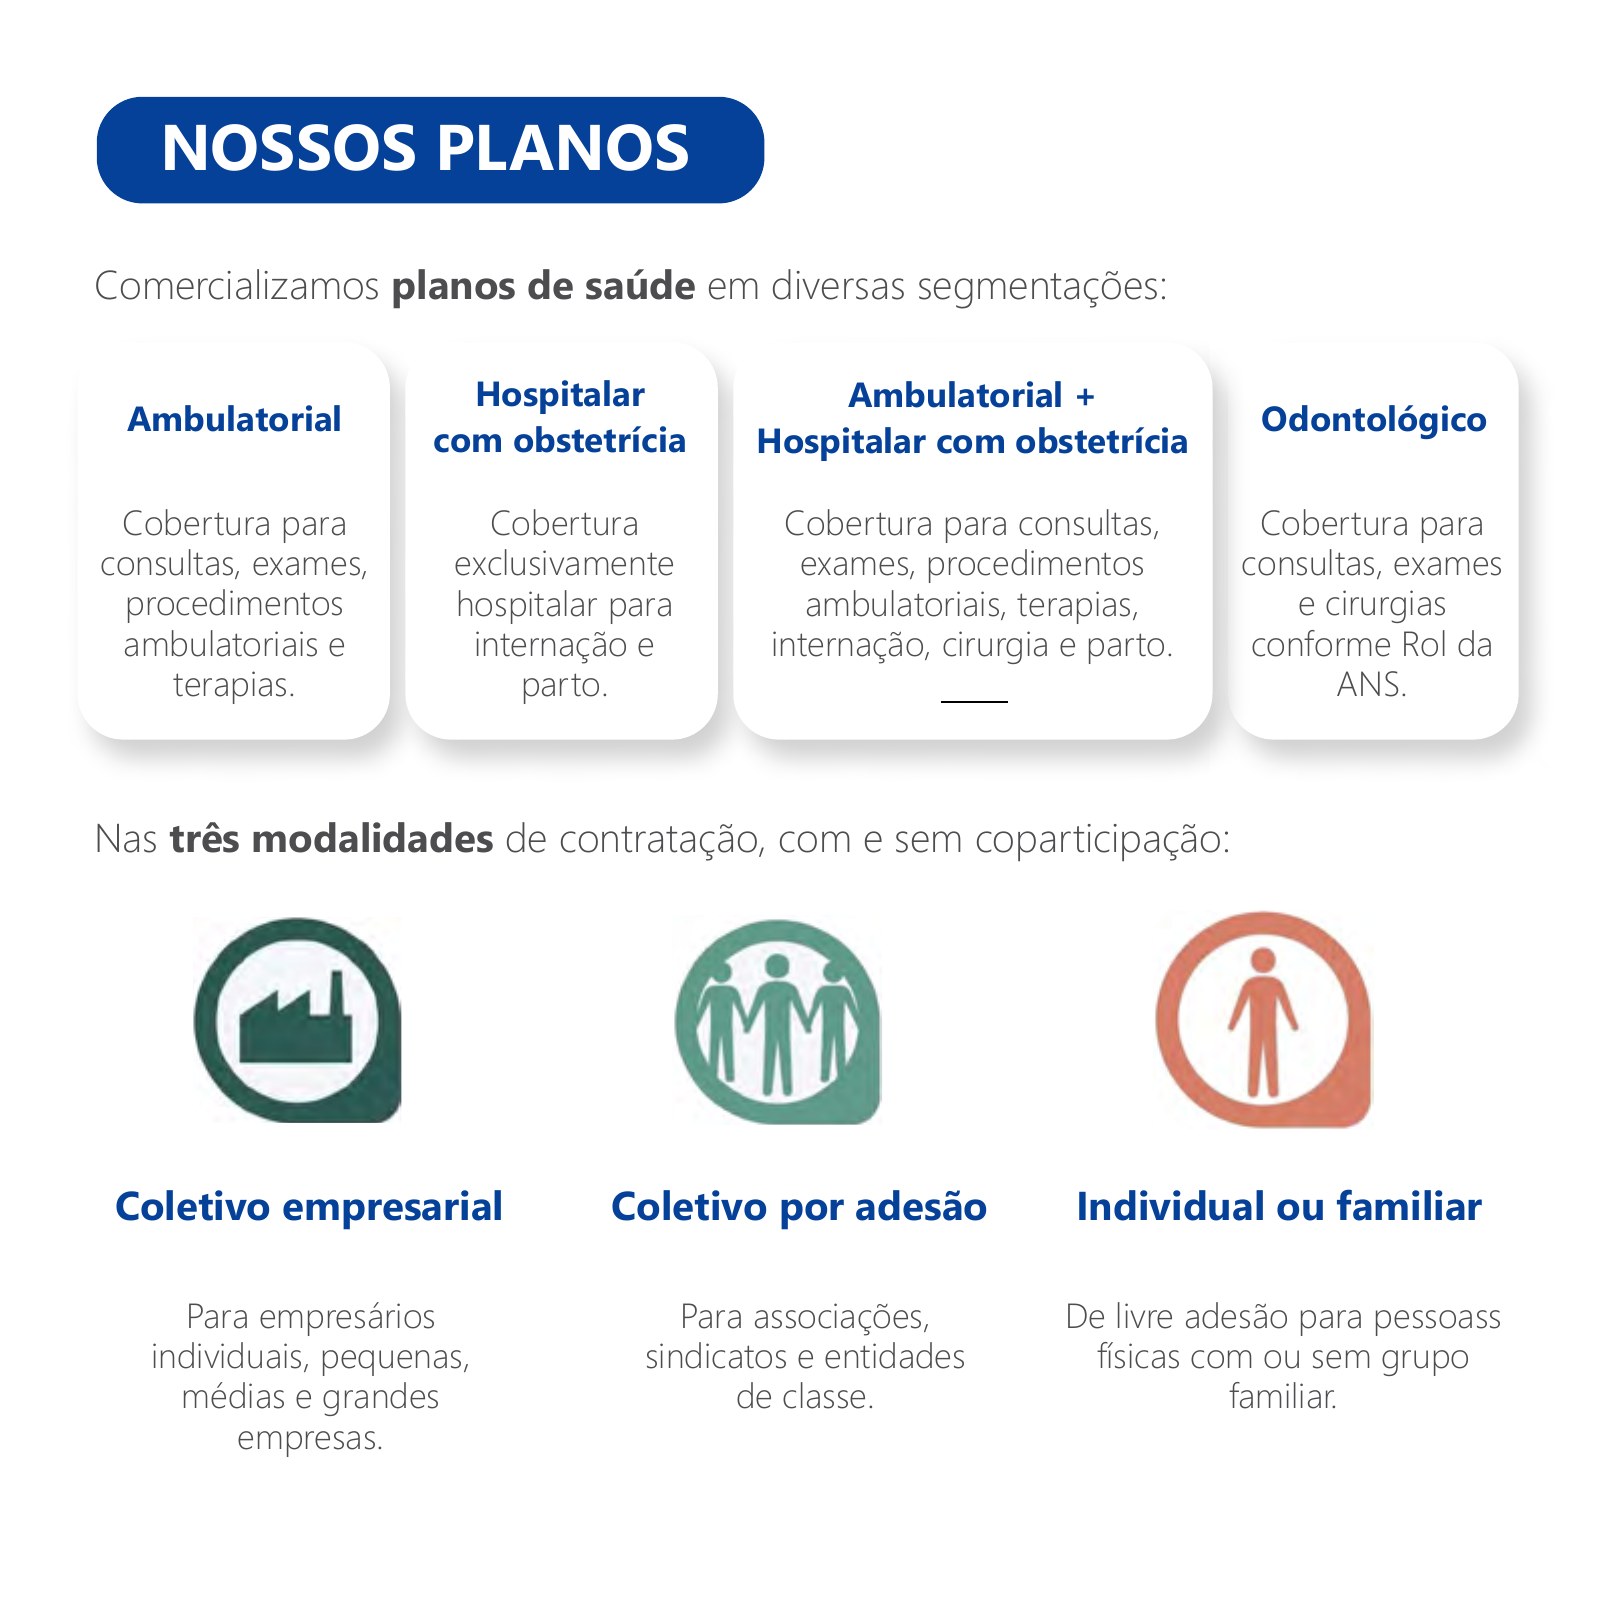 NOSSOS PLANOS
Comercializamos planos de saúde em diversas segmentações:
Ambulatorial
Cobertura para
consultas, exames,
procedimentos
ambulatoriais e
terapias.
Hospitalar
com obstetrícia
Cobertura
exclusivamente
hospitalar para
internação e
parto.
Ambulatorial +
Hospitalar com obstetrícia
Cobertura para consultas,
exames, procedimentos
ambulatoriais, terapias,
internação, cirurgia e parto.
Odontológico
Cobertura para
consultas, exames
e cirurgias
conforme Rol da
ANS.
Nas três modalidades de contratação, com e sem coparticipação:
Coletivo empresarial
Para empresários
individuais, pequenas,
médias e grandes
empresas.
Coletivo por adesão
Para associações,
sindicatos e entidades
de classe.
Individual ou familiar
De livre adesão para pessoass
físicas com ou sem grupo
familiar.